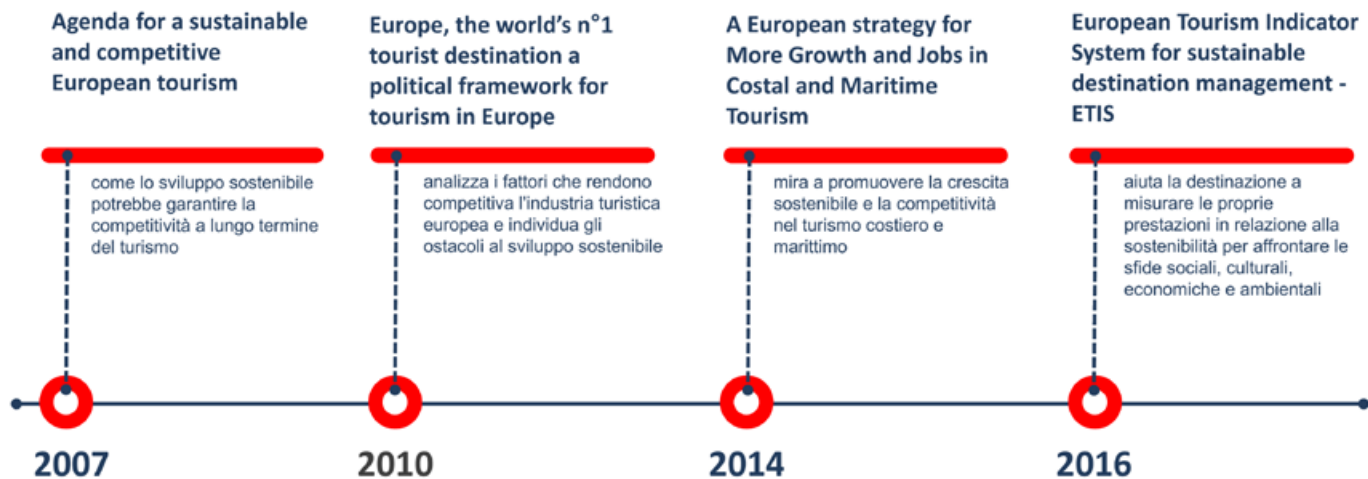 Agenda for a sustainable
and competitive
European tourism
come lo sviluppo sostenibile
potrebbe garantire la
competitività a lungo termine
del turismo
2007
Europe, the world's n°1
tourist destination a
political framework for
tourism in Europe
analizza i fattori che rendono
competitiva l'industria turistica
europea e individua gli
ostacoli al sviluppo sostenibile
2010
A European strategy for
More Growth and Jobs in
Costal and Maritime
Tourism
mira a promuovere la crescita
sostenibile e la competitività
nel turismo costiero e
marittimo
2014
European Tourism Indicator
System for sustainable
destination management -
ETIS
aiuta la destinazione a
misurare le proprie
prestazioni in relazione alla
sostenibilità per affrontare le
sfide sociali, culturali,
economiche e ambientali
2016